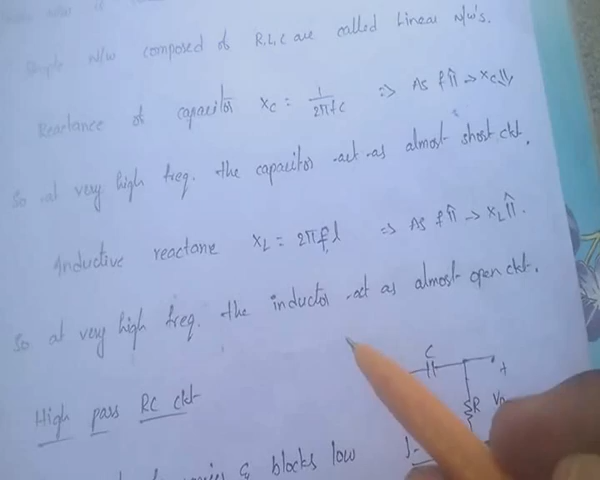 Simple N/w composed of R,L,C are called Linear N/w's.
Reactance of capacitor Xc = 1/2πfc => As f⇑ → Xc⇓
So at very high freq. the capacitor act as almost short ckt.
Inductive reactane XL = 2πfl => As f⇑ → XL⇑.
So at very high freq. the inductor act as almost open ckt.
High pass RC ckt
C
+
R
& blocks low